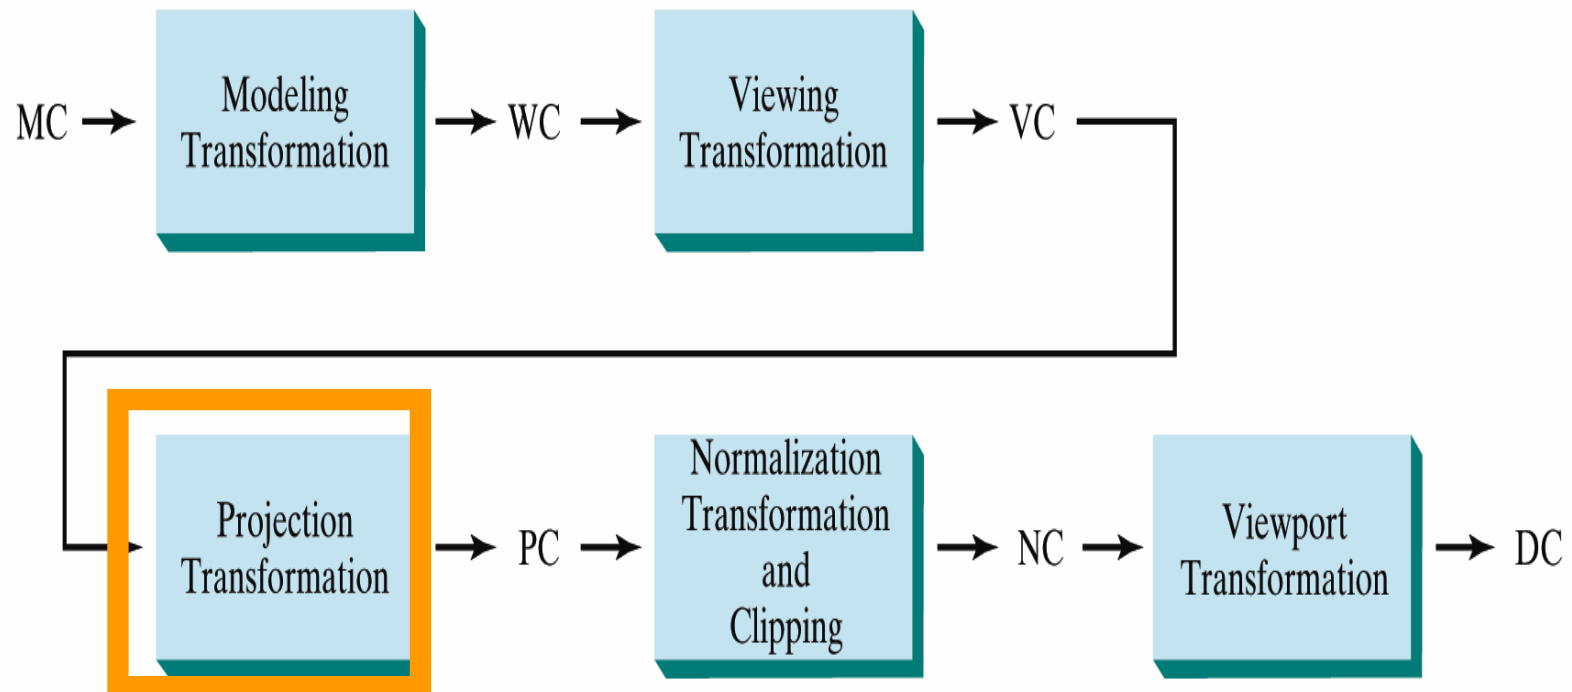 MC
Modeling
Transformation
WC
Viewing
Transformation
VC
Projection
Transformation
PC
Normalization
Transformation
and
Clipping
NC
Viewport
Transformation
DC